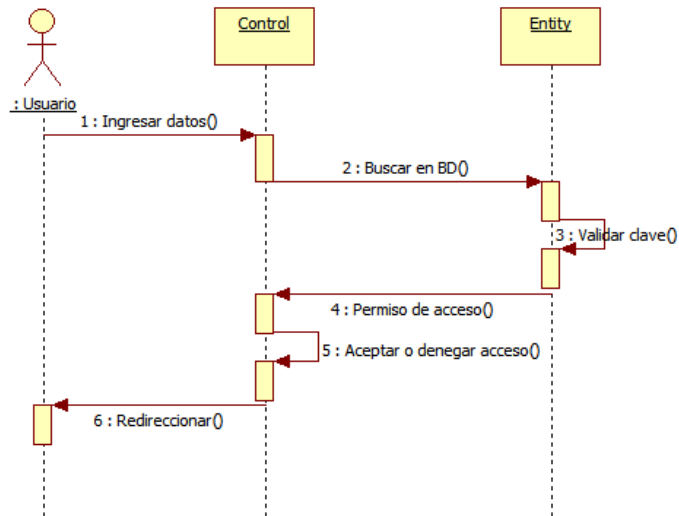 Control
Entity
: Usuario
1 : Ingresar datos()
2 : Buscar en BD()
3 : Validar clave()
4 : Permiso de acceso()
5 : Aceptar o denegar acceso()
6 : Redireccionar()